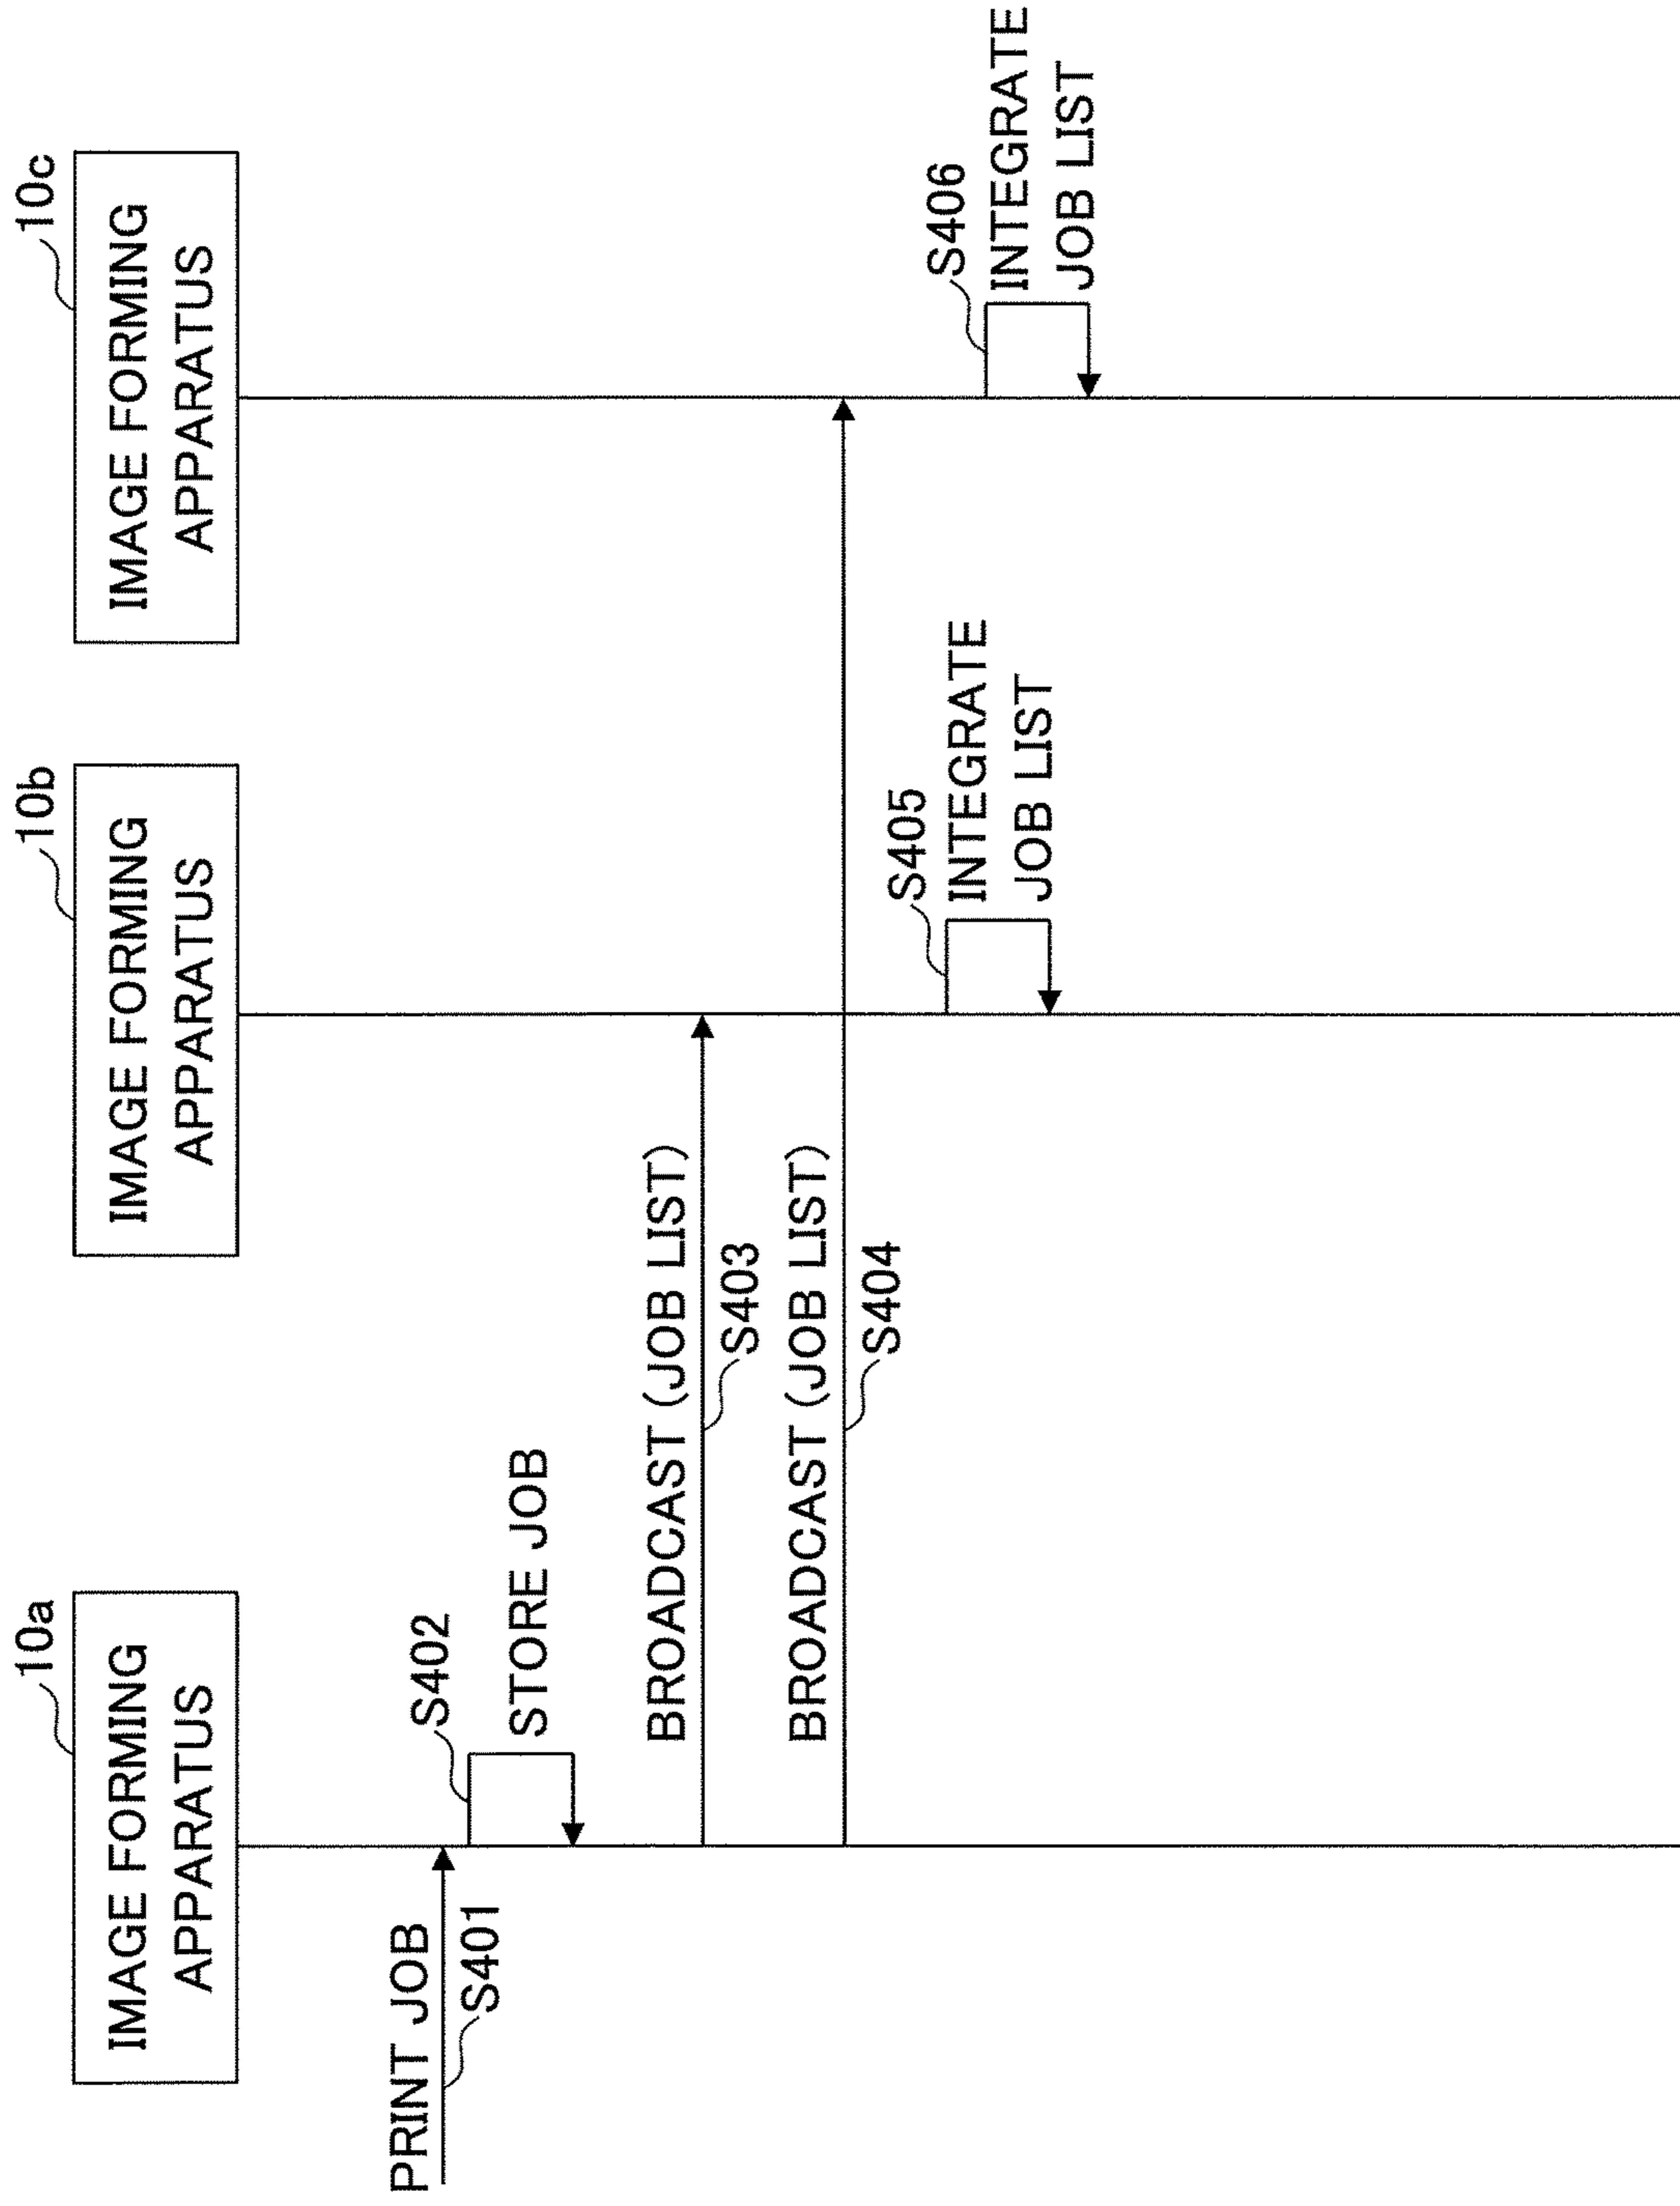 10a
IMAGE FORMING
APPARATUS
10b
IMAGE FORMING
APPARATUS
10c
IMAGE FORMING
APPARATUS
PRINT JOB
S401
S402
STORE JOB
BROADCAST (JOB LIST)
S403
BROADCAST (JOB LIST)
S404
S405
INTEGRATE
JOB LIST
S406
INTEGRATE
JOB LIST